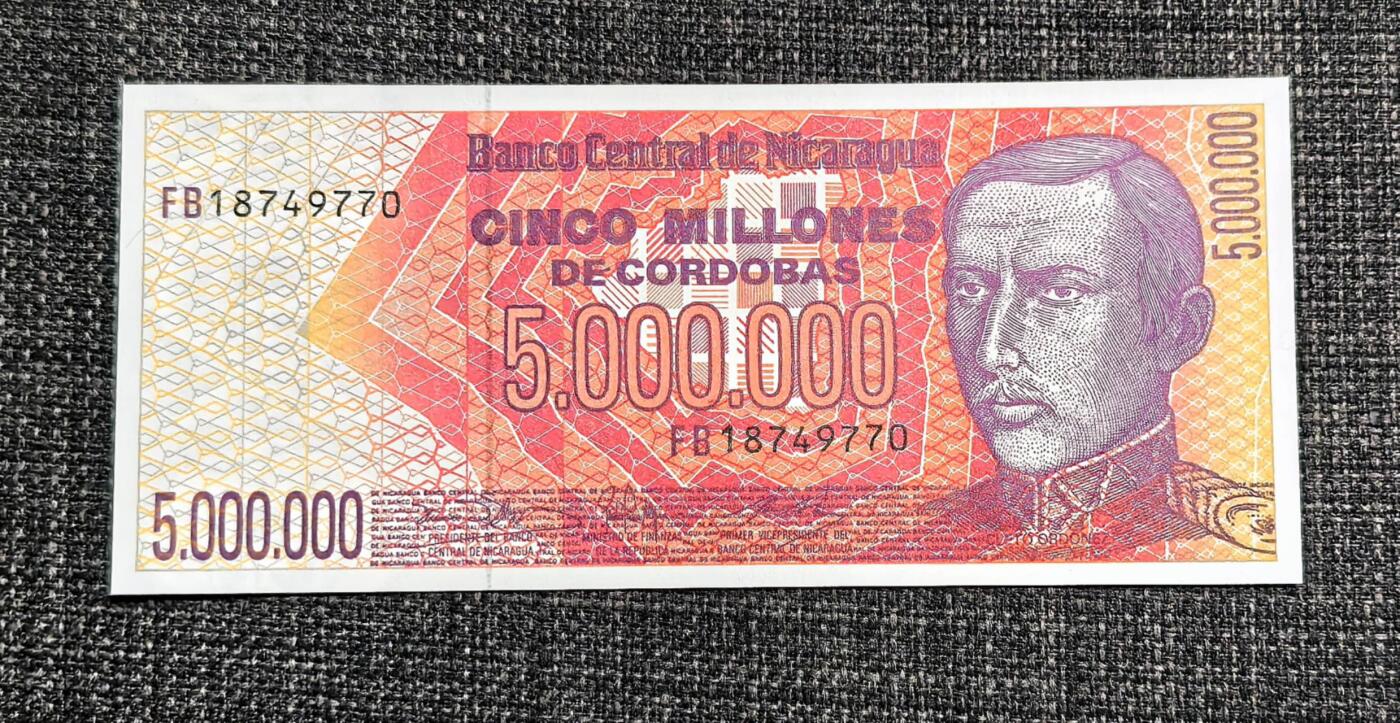 Banco Central de Nicaragua
5.000.000
FB18749770
CINCO MILLONES
DE CORDOBAS
5.000.000
FB18749770
5.000.000
PRESIDENTE DEL BANCO MINISTRO DE FINANZAS PRIMER VICEPRESIDENTE DEL
CENTRAL DE NICARAGUA DE LA REPUBLICA BANCO CENTRAL DE NICARAGUA